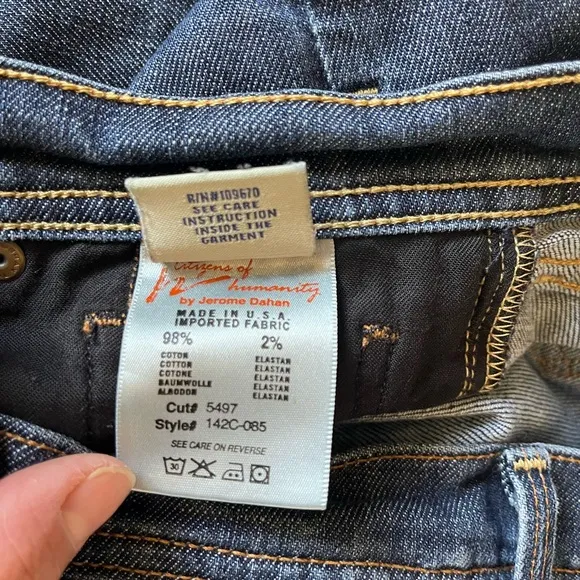 R/N#109670
SEE CARE
INSTRUCTION
INSIDE THE
GARMENT
citizens of
humanity
by Jerome Dahan
MADE IN U.S.A.
IMPORTED FABRIC
98% 2%
COTON ELASTAN
COTTON ELASTAN
COTONE ELASTAN
BAUMWOLLE ELASTAN
ALGODON ELASTAN
Cut# 5497
Style# 142C-085
SEE CARE ON REVERSE
30